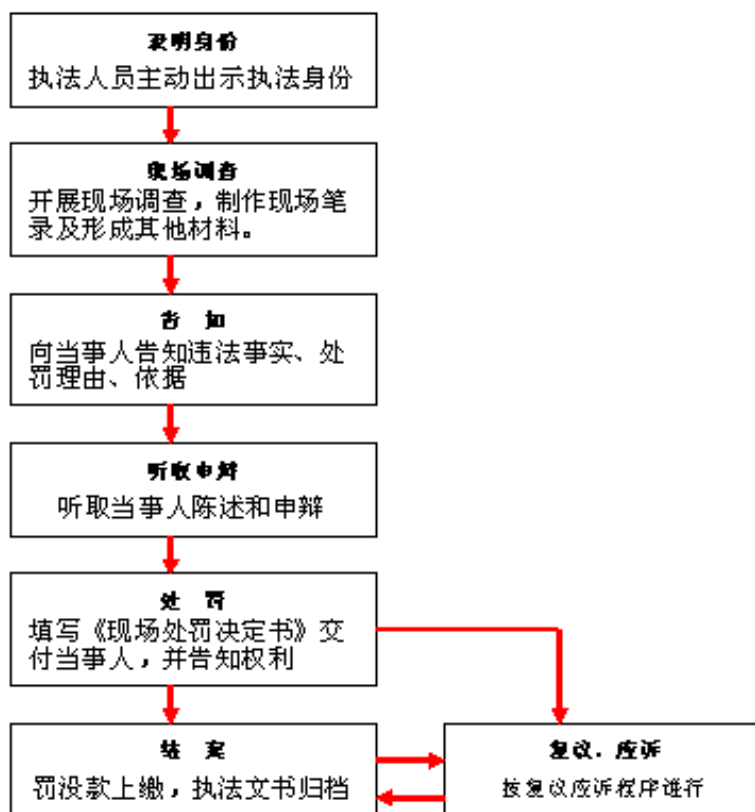 表明身份
执法人员主动出示执法身份
现场调查
开展现场调查，制作现场笔
录及形成其他材料。
告 知
向当事人告知违法事实、处
罚理由、依据
听取申辩
听取当事人陈述和申辩
处 罚
填写《现场处罚决定书》交
付当事人，并告知权利
结 案
罚没款上缴，执法文书归档
复议、应诉
按复议应诉程序进行